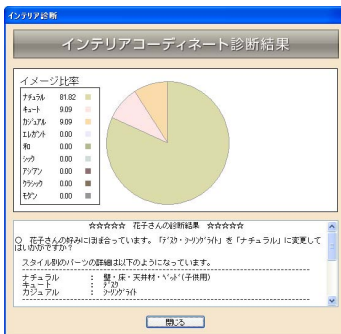 インテリア診断
インテリアコーディネート診断結果
イメージ比率
ナチュラル 81.82
キュート 9.09
カジュアル 9.09
エレガント 0.00
和 0.00
シック 0.00
アジアン 0.00
クラシック 0.00
モダン 0.00
☆☆☆☆☆ 花子さんの診断結果 ☆☆☆☆☆
○ 花子さんの好みにほぼ合っています。「デスク・シーリングライト」を「ナチュラル」に変更して
はいかがですか?
スタイル別のパーツの詳細は以下のようになっています。
ナチュラル : 壁・床・天井材・ベッド(子供用)
キュート : デスク
カジュアル : シーリングライト
閉じる